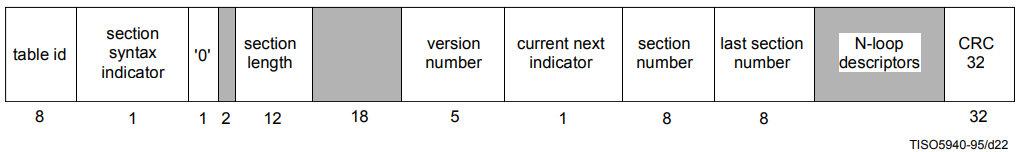 table id
section
syntax
indicator
'0'
section
length
version
number
current next
indicator
section
number
last section
number
N-loop
descriptors
CRC
32
8
1
1
2
12
18
5
1
8
8
32
TISO5940-95/d22